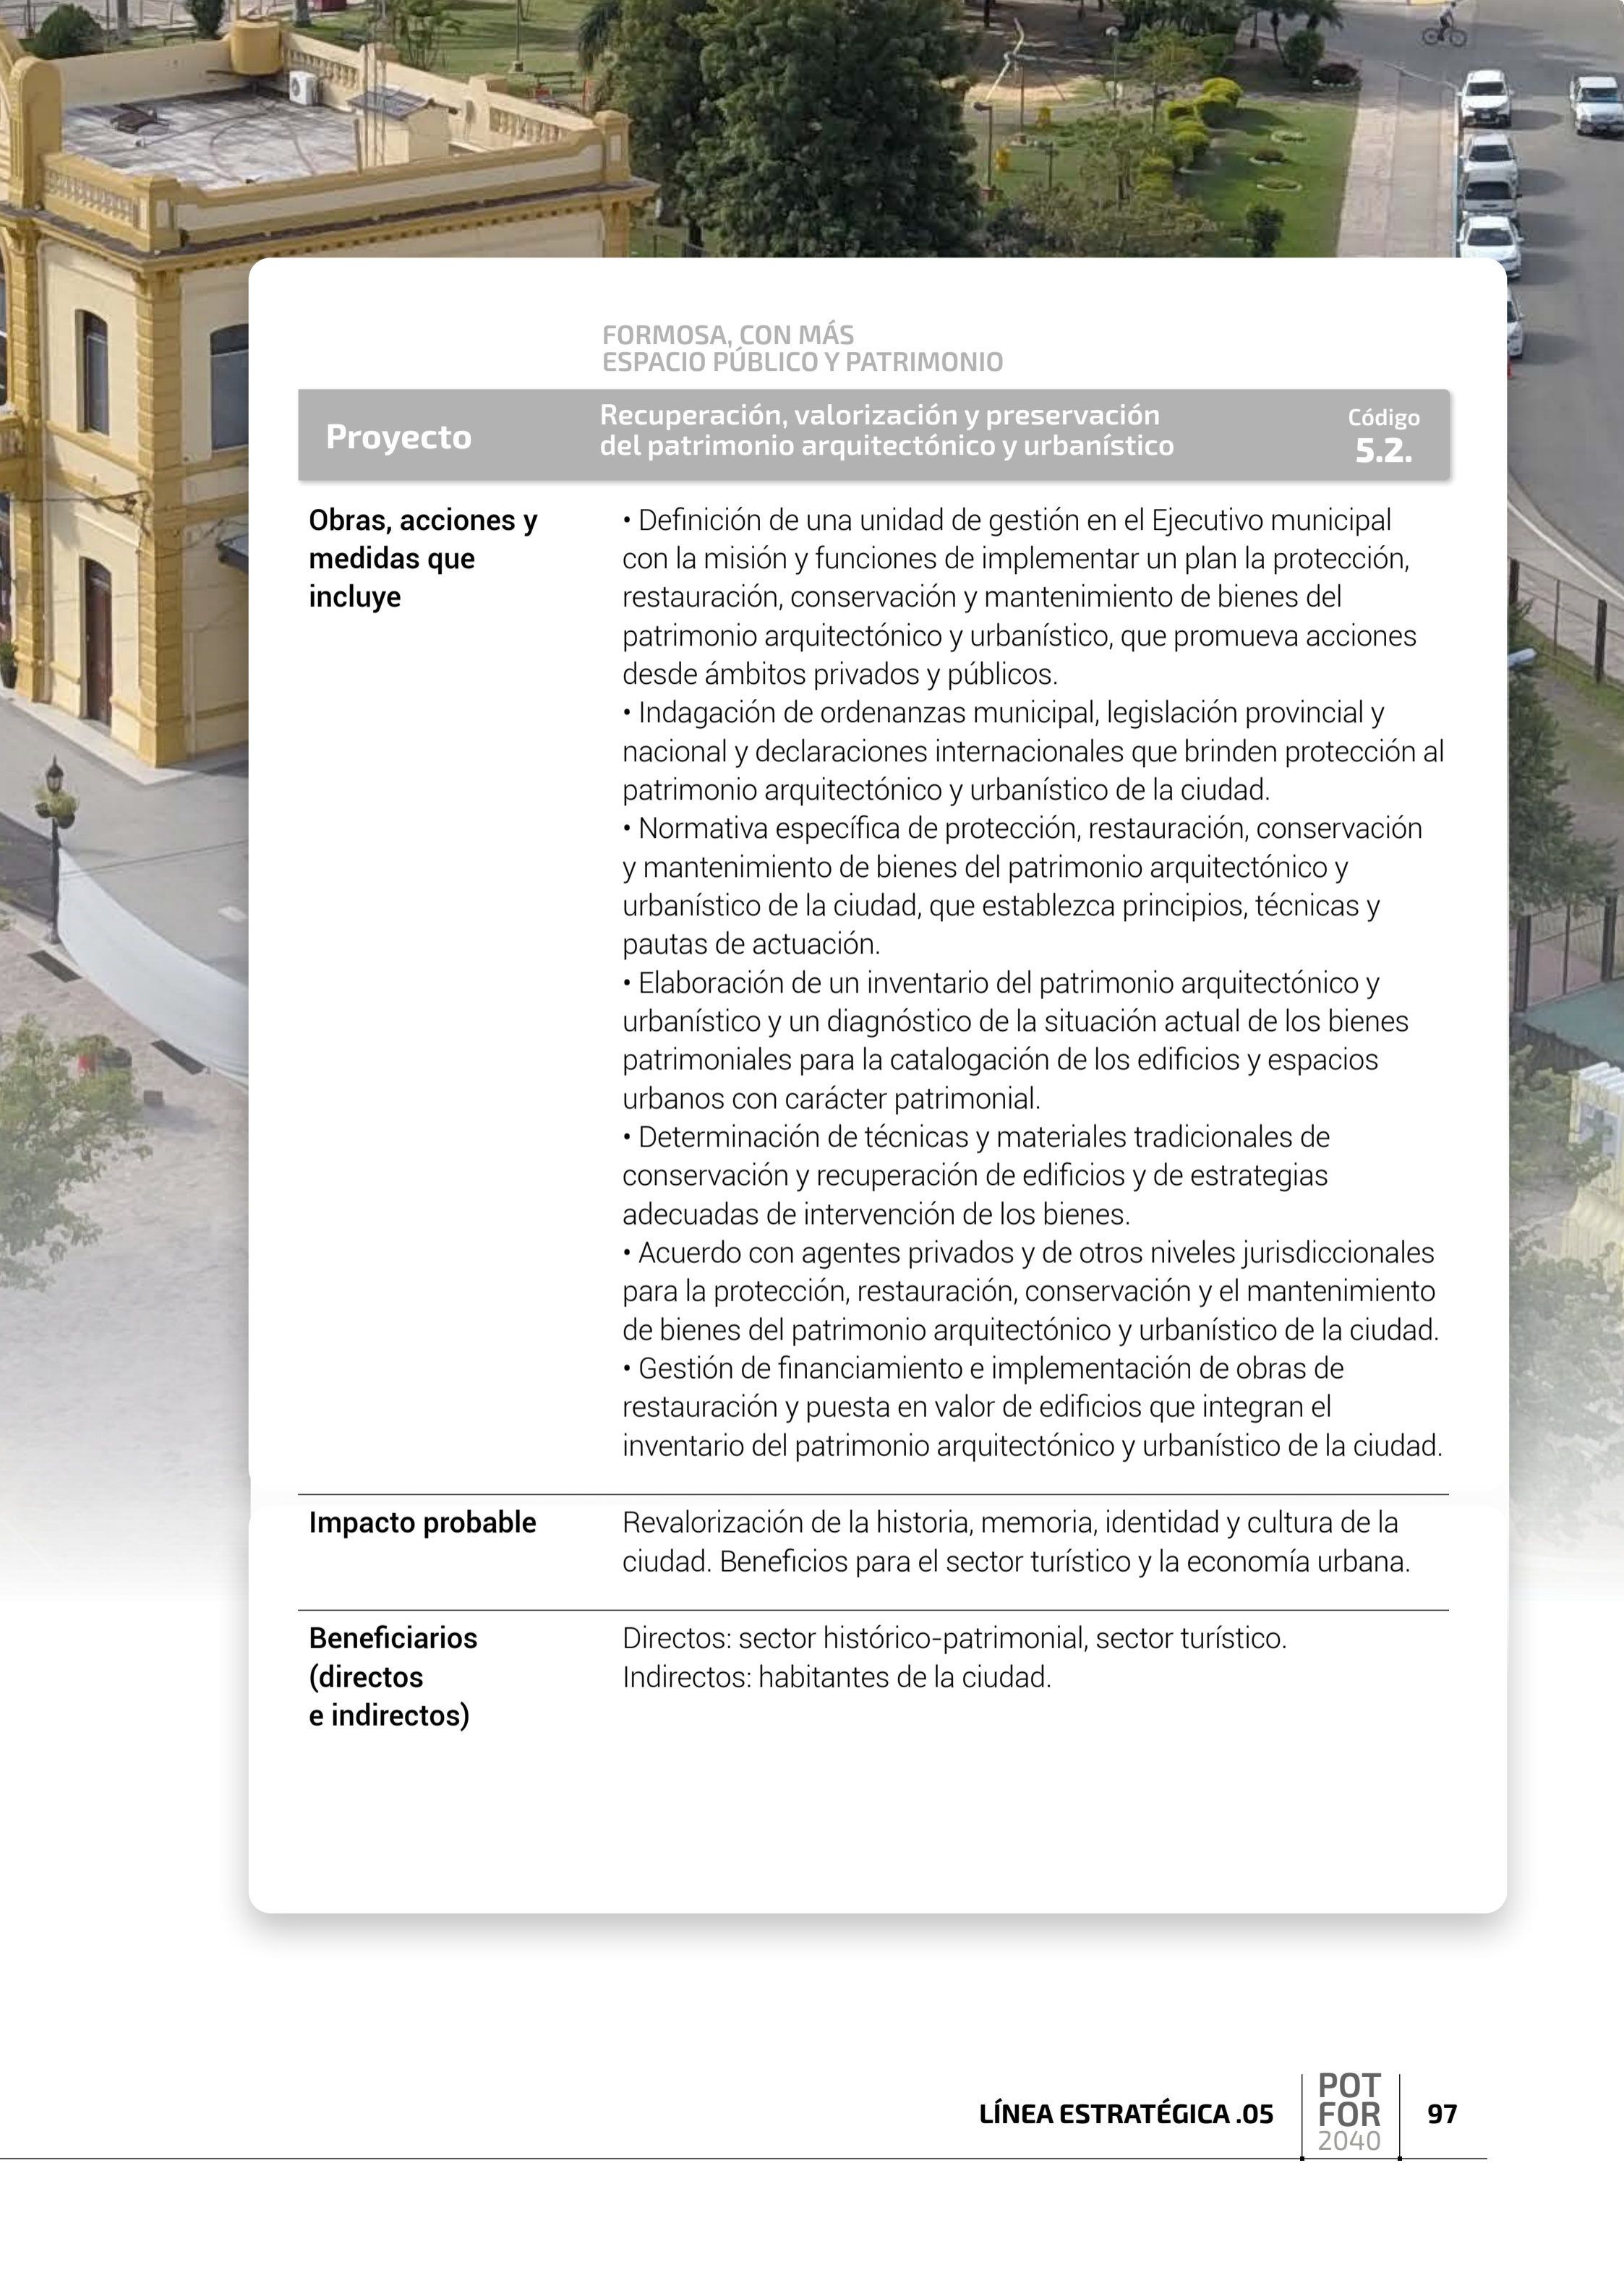 FORMOSA, CON MÁS
ESPACIO PÚBLICO Y PATRIMONIO
Proyecto
Recuperación, valorización y preservación
del patrimonio arquitectónico y urbanístico
Código
5.2.
Obras, acciones y
medidas que
incluye
• Definición de una unidad de gestión en el Ejecutivo municipal
con la misión y funciones de implementar un plan la protección,
restauración, conservación y mantenimiento de bienes del
patrimonio arquitectónico y urbanístico, que promueva acciones
desde ámbitos privados y públicos.
• Indagación de ordenanzas municipal, legislación provincial y
nacional y declaraciones internacionales que brinden protección al
patrimonio arquitectónico y urbanístico de la ciudad.
• Normativa específica de protección, restauración, conservación
y mantenimiento de bienes del patrimonio arquitectónico y
urbanístico de la ciudad, que establezca principios, técnicas y
pautas de actuación.
• Elaboración de un inventario del patrimonio arquitectónico y
urbanístico y un diagnóstico de la situación actual de los bienes
patrimoniales para la catalogación de los edificios y espacios
urbanos con carácter patrimonial.
• Determinación de técnicas y materiales tradicionales de
conservación y recuperación de edificios y de estrategias
adecuadas de intervención de los bienes.
• Acuerdo con agentes privados y de otros niveles jurisdiccionales
para la protección, restauración, conservación y el mantenimiento
de bienes del patrimonio arquitectónico y urbanístico de la ciudad.
• Gestión de financiamiento e implementación de obras de
restauración y puesta en valor de edificios que integran el
inventario del patrimonio arquitectónico y urbanístico de la ciudad.
Impacto probable
Revalorización de la historia, memoria, identidad y cultura de la
ciudad. Beneficios para el sector turístico y la economía urbana.
Beneficiarios
(directos
e indirectos)
Directos: sector histórico-patrimonial, sector turístico.
Indirectos: habitantes de la ciudad.
LÍNEA ESTRATÉGICA .05
POT
FOR
2040
97